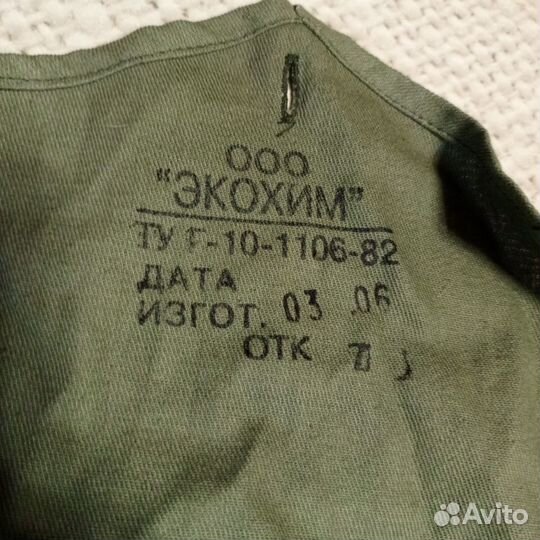 ООО
"ЭКОХИМ"
ТУ Г-10-1106-82
ДАТА
ИЗГОТ. 03 .06
ОТК
Avito